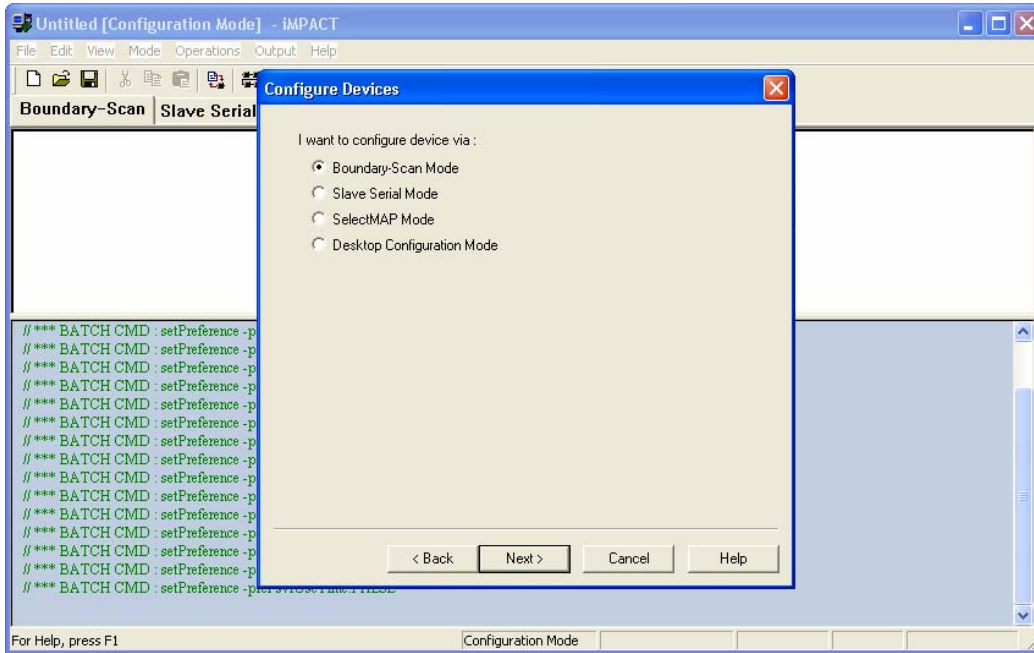 Untitled [Configuration Mode] - iMPACT
File Edit View Mode Operations Output Help
Boundary-Scan Slave Serial
Configure Devices
I want to configure device via :
Boundary-Scan Mode
Slave Serial Mode
SelectMAP Mode
Desktop Configuration Mode
< Back Next > Cancel Help
// *** BATCH CMD : setPreference -p
// *** BATCH CMD : setPreference -p
// *** BATCH CMD : setPreference -p
// *** BATCH CMD : setPreference -p
// *** BATCH CMD : setPreference -p
// *** BATCH CMD : setPreference -p
// *** BATCH CMD : setPreference -p
// *** BATCH CMD : setPreference -p
// *** BATCH CMD : setPreference -p
// *** BATCH CMD : setPreference -p
// *** BATCH CMD : setPreference -p
// *** BATCH CMD : setPreference -p
// *** BATCH CMD : setPreference -p
// *** BATCH CMD : setPreference -p
// *** BATCH CMD : setPreference
For Help, press F1
Configuration Mode